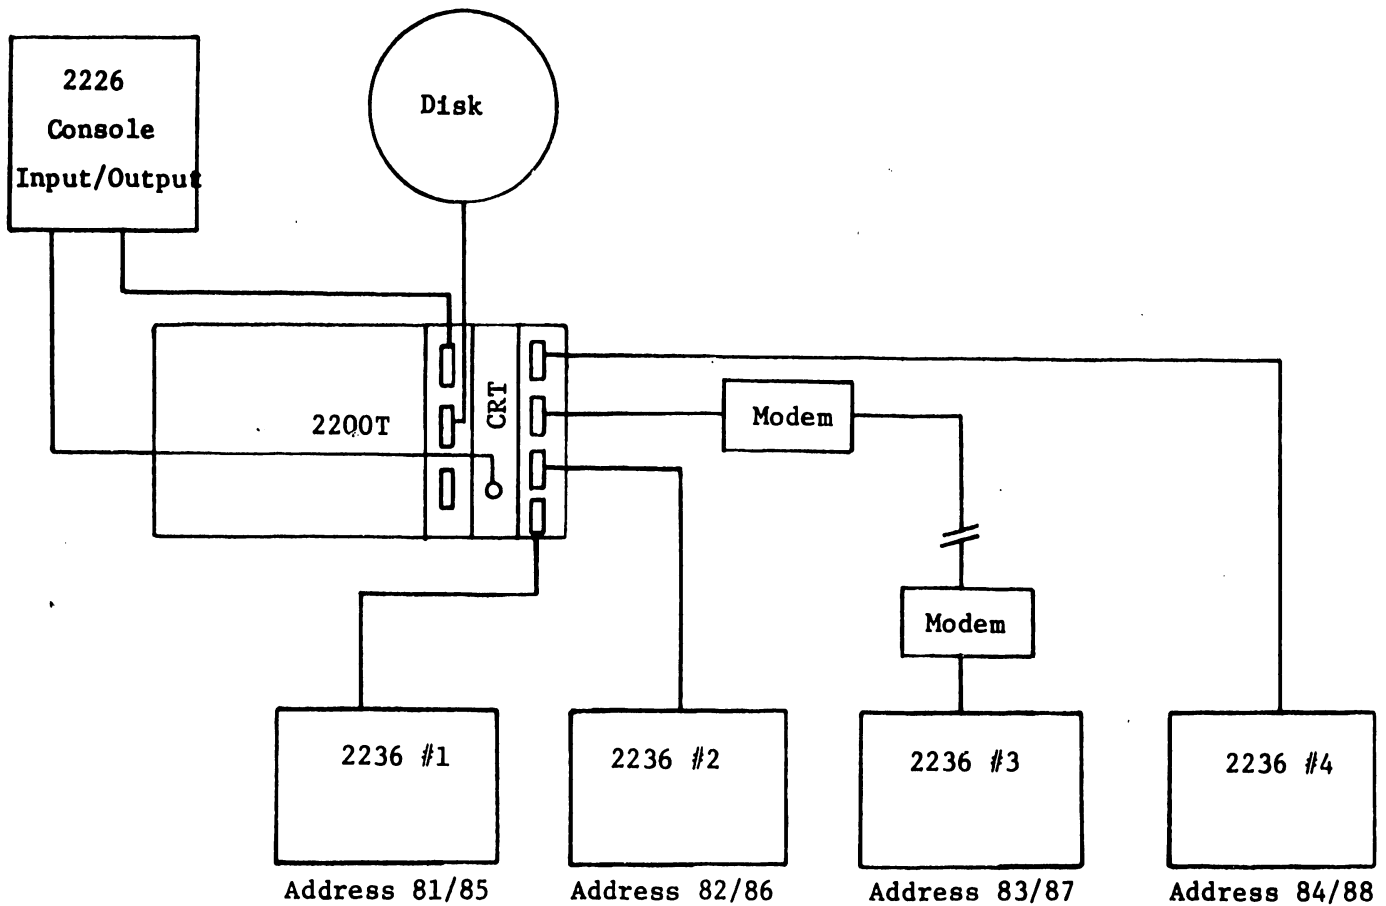 2226
Console
Input/Output
Disk
2200T
CRT
Modem
Modem
2236 #1
2236 #2
2236 #3
2236 #4
Address 81/85
Address 82/86
Address 83/87
Address 84/88